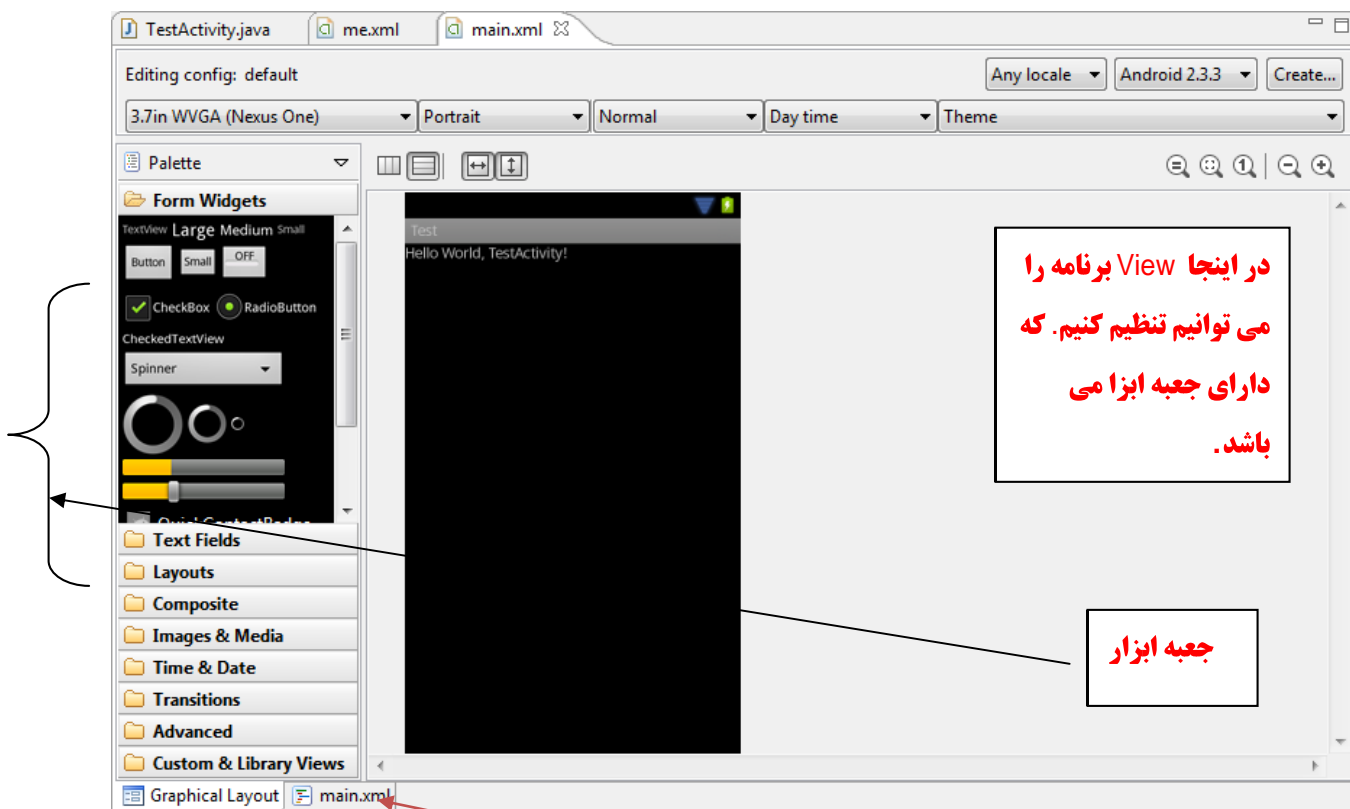 TestActivity.java me.xml main.xml
Editing config: default Any locale Android 2.3.3 Create...
3.7in WVGA (Nexus One) Portrait Normal Day time Theme
Palette
Form Widgets
TextView Large Medium Small
Button Small OFF
CheckBox RadioButton
CheckedTextView
Spinner
Text Fields
Layouts
Composite
Images & Media
Time & Date
Transitions
Advanced
Custom & Library Views
Test
Hello World, TestActivity!
در اینجا View برنامه را
می توانیم تنظیم کنیم. که
دارای جعبه ابزا می
باشد.
جعبه ابزار
Graphical Layout main.xml